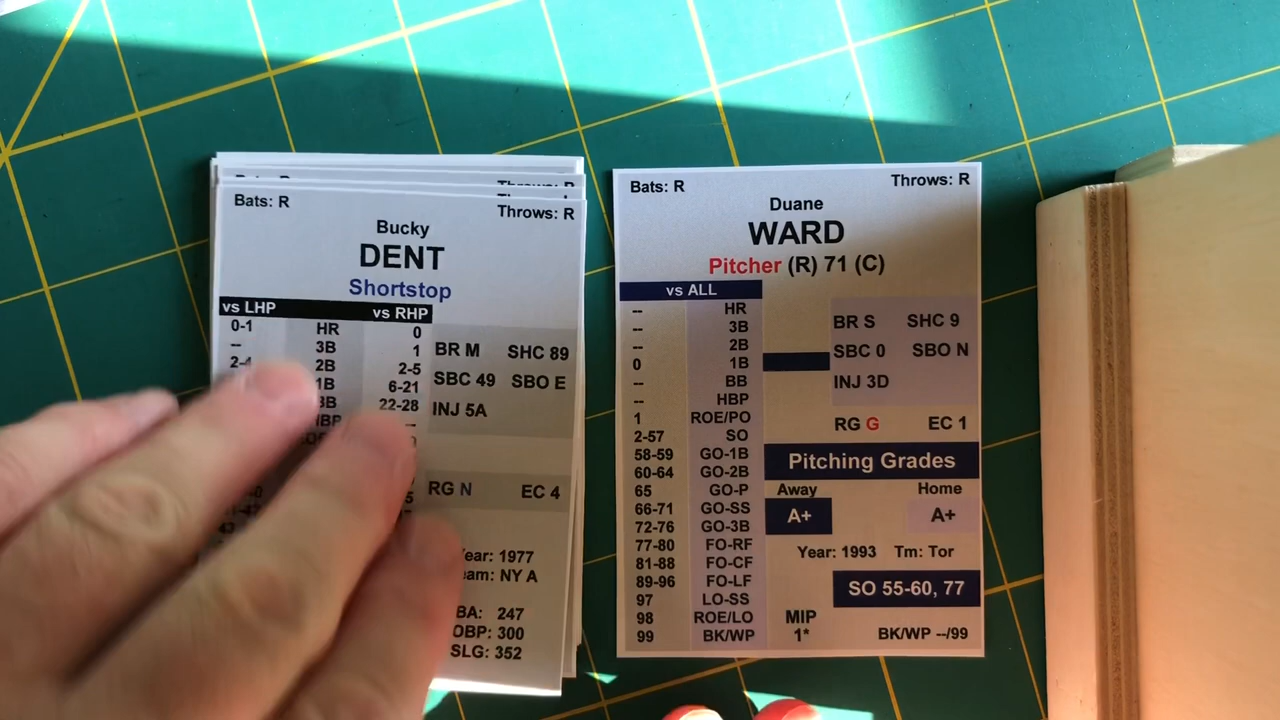 Bats: R Throws: R
Bucky
DENT
Shortstop
vs LHP vs RHP
0-1 HR 0
-- 3B 1
2-4 2B 2-5
1B 6-21
22-28
BR M SHC 89
SBC 49 SBO E
INJ 5A
RG N EC 4
Year: 1977
Team: NY A
BA: 247
OBP: 300
SLG: 352
Bats: R Throws: R
Duane
WARD
Pitcher (R) 71 (C)
vs ALL
-- HR
-- 3B
-- 2B
0 1B
-- BB
-- HBP
1 ROE/PO
2-57 SO
58-59 GO-1B
60-64 GO-2B
65 GO-P
66-71 GO-SS
72-76 GO-3B
77-80 FO-RF
81-88 FO-CF
89-96 FO-LF
97 LO-SS
98 ROE/LO
99 BK/WP
BR S SHC 9
SBC 0 SBO N
INJ 3D
RG G EC 1
Pitching Grades
Away Home
A+ A+
Year: 1993 Tm: Tor
SO 55-60, 77
MIP
1* BK/WP --/99